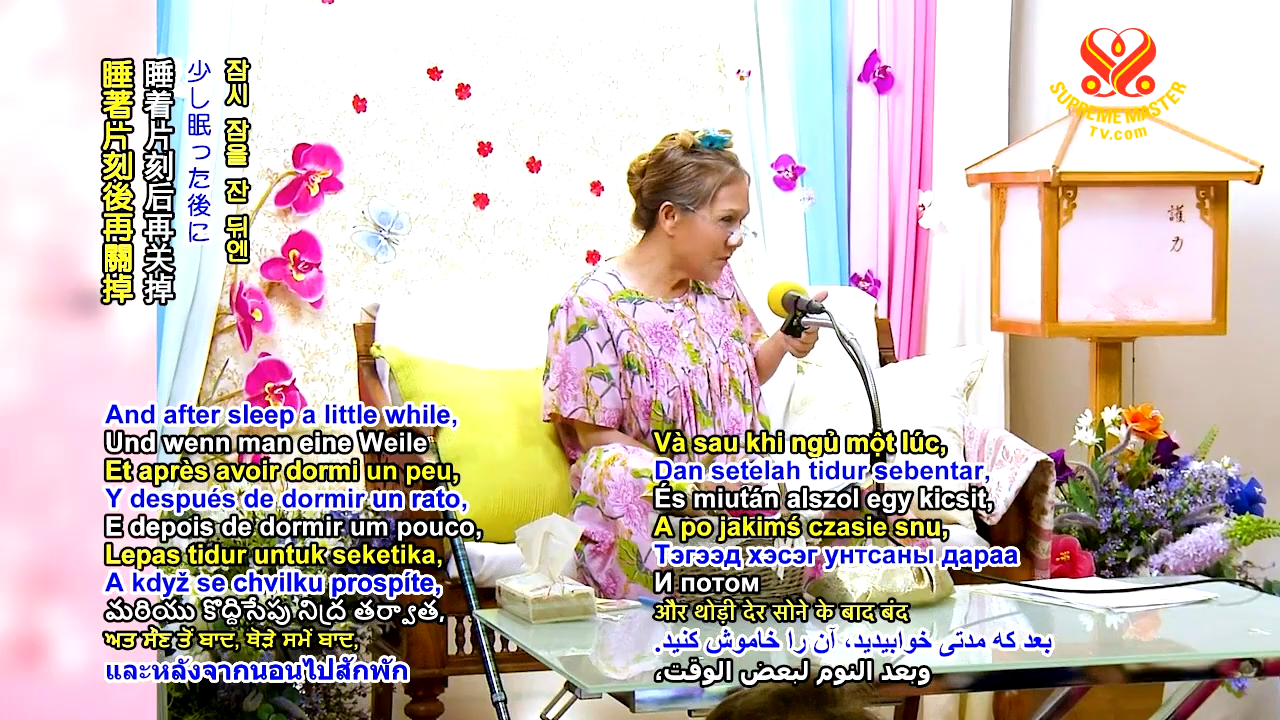 睡著片刻後再關掉
睡着片刻后再关掉
少し眠った後に
잠시 잠을 잔 뒤엔
SUPREME MASTER
TV.com
護力
And after sleep a little while,
Und wenn man eine Weile
Et après avoir dormi un peu,
Y después de dormir un rato,
E depois de dormir um pouco,
Lepas tidur untuk seketika,
A když se chvilku prospíte,
మరియు కొద్దిసేపు నిద్ర తర్వాత,
ਅਤ ਸੌਣ ਤੋਂ ਬਾਦ, ਥੋੜੇ ਸਮੇਂ ਬਾਦ,
และหลังจากนอนไปสักพัก
Và sau khi ngủ một lúc,
Dan setelah tidur sebentar,
És miután alszol egy kicsit,
A po jakimś czasie snu,
Тэгээд хэсэг унтсаны дараа
И потом
और थोड़ी देर सोने के बाद बंद
بعد که مدتی خوابیدید، آن را خاموش کنید.
وبعد النوم لبعض الوقت،